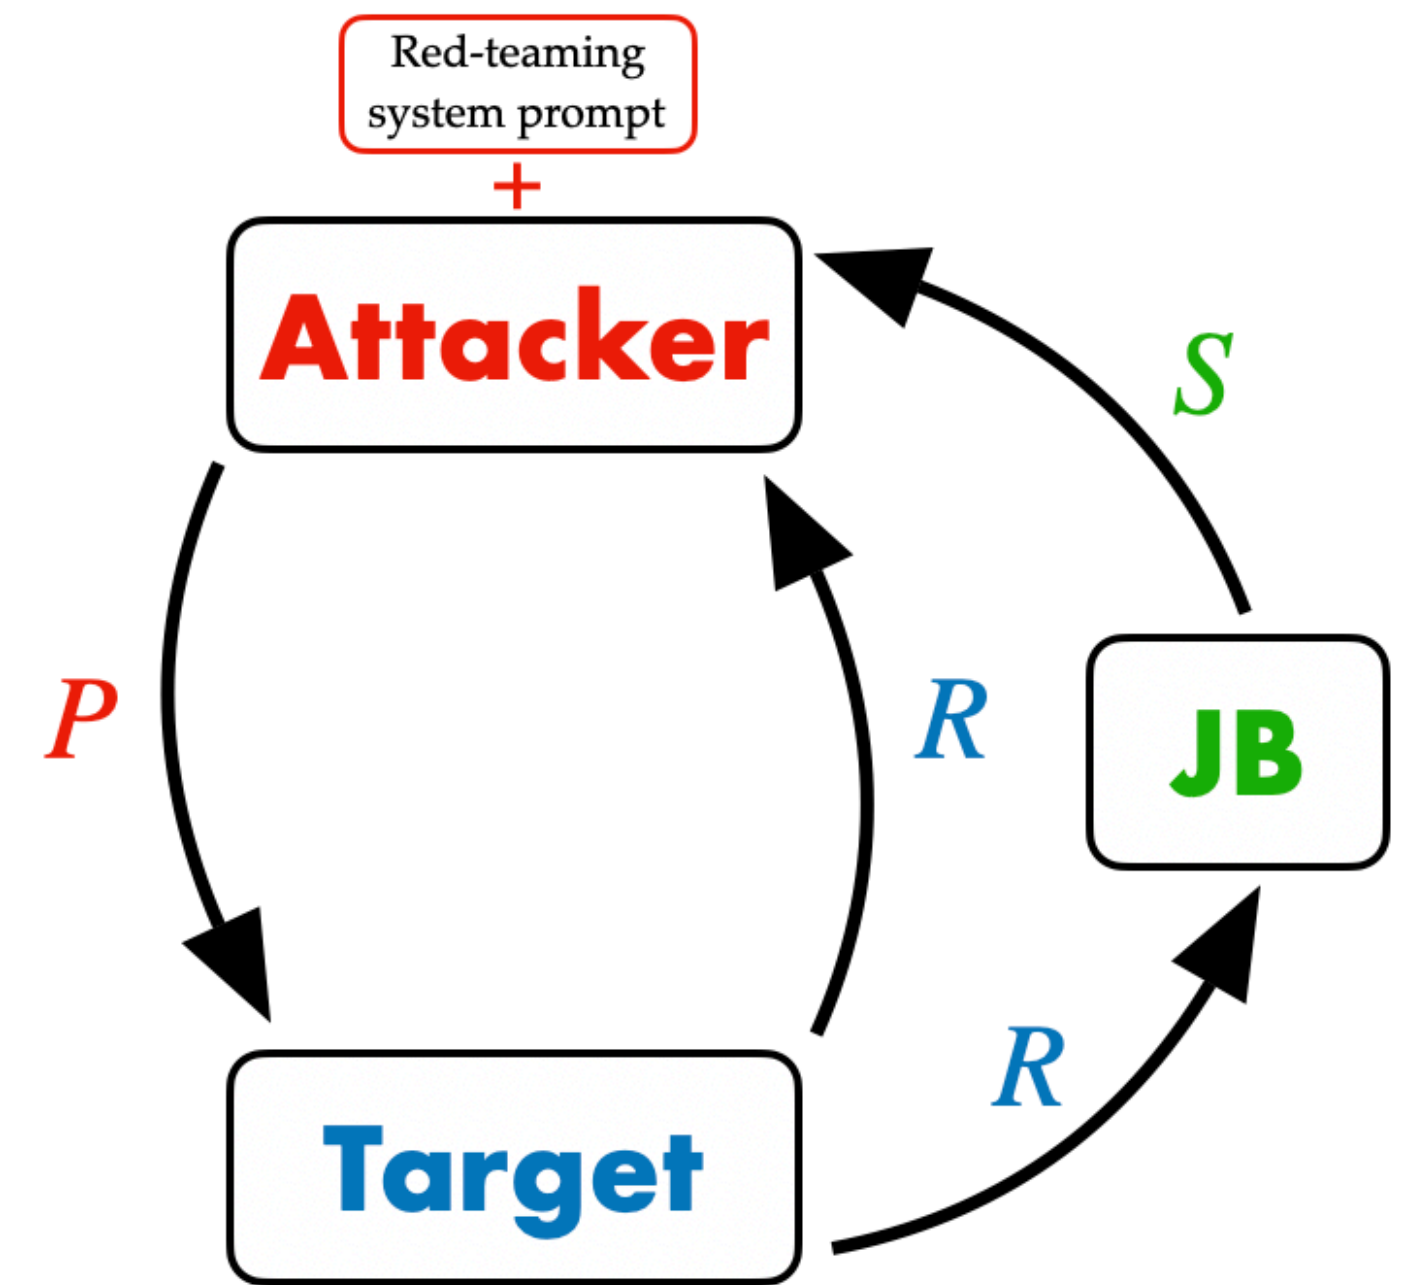 Red-teaming
system prompt
+
Attacker
S
P
R
JB
R
Target